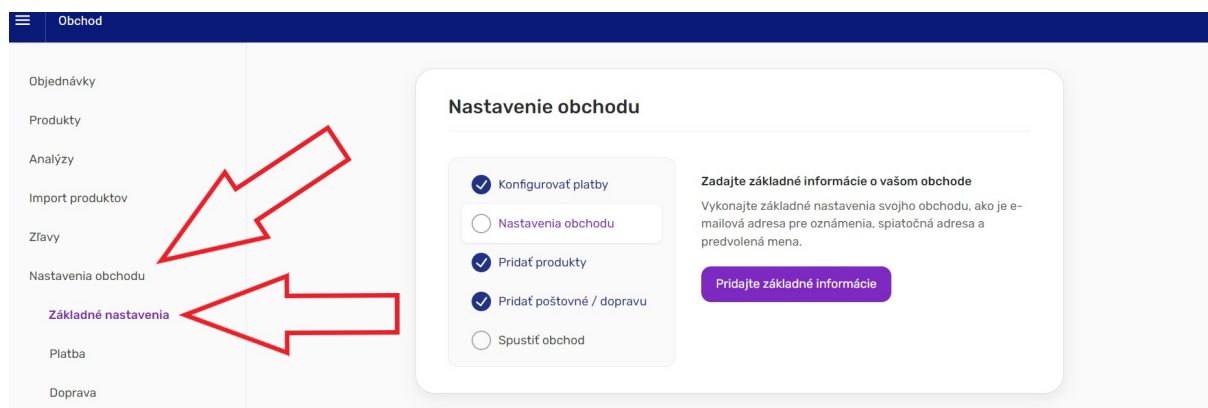 Obchod
Objednávky
Produkty
Analýzy
Import produktov
Zľavy
Nastavenia obchodu
Základné nastavenia
Platba
Doprava
Nastavenie obchodu
Konfigurovať platby
Nastavenia obchodu
Pridať produkty
Pridať poštovné / dopravu
Spustiť obchod
Zadajte základné informácie o vašom obchode
Vykonajte základné nastavenia svojho obchodu, ako je e-
mailová adresa pre oznámenia, spiatočná adresa a
predvolená mena.
Pridajte základné informácie